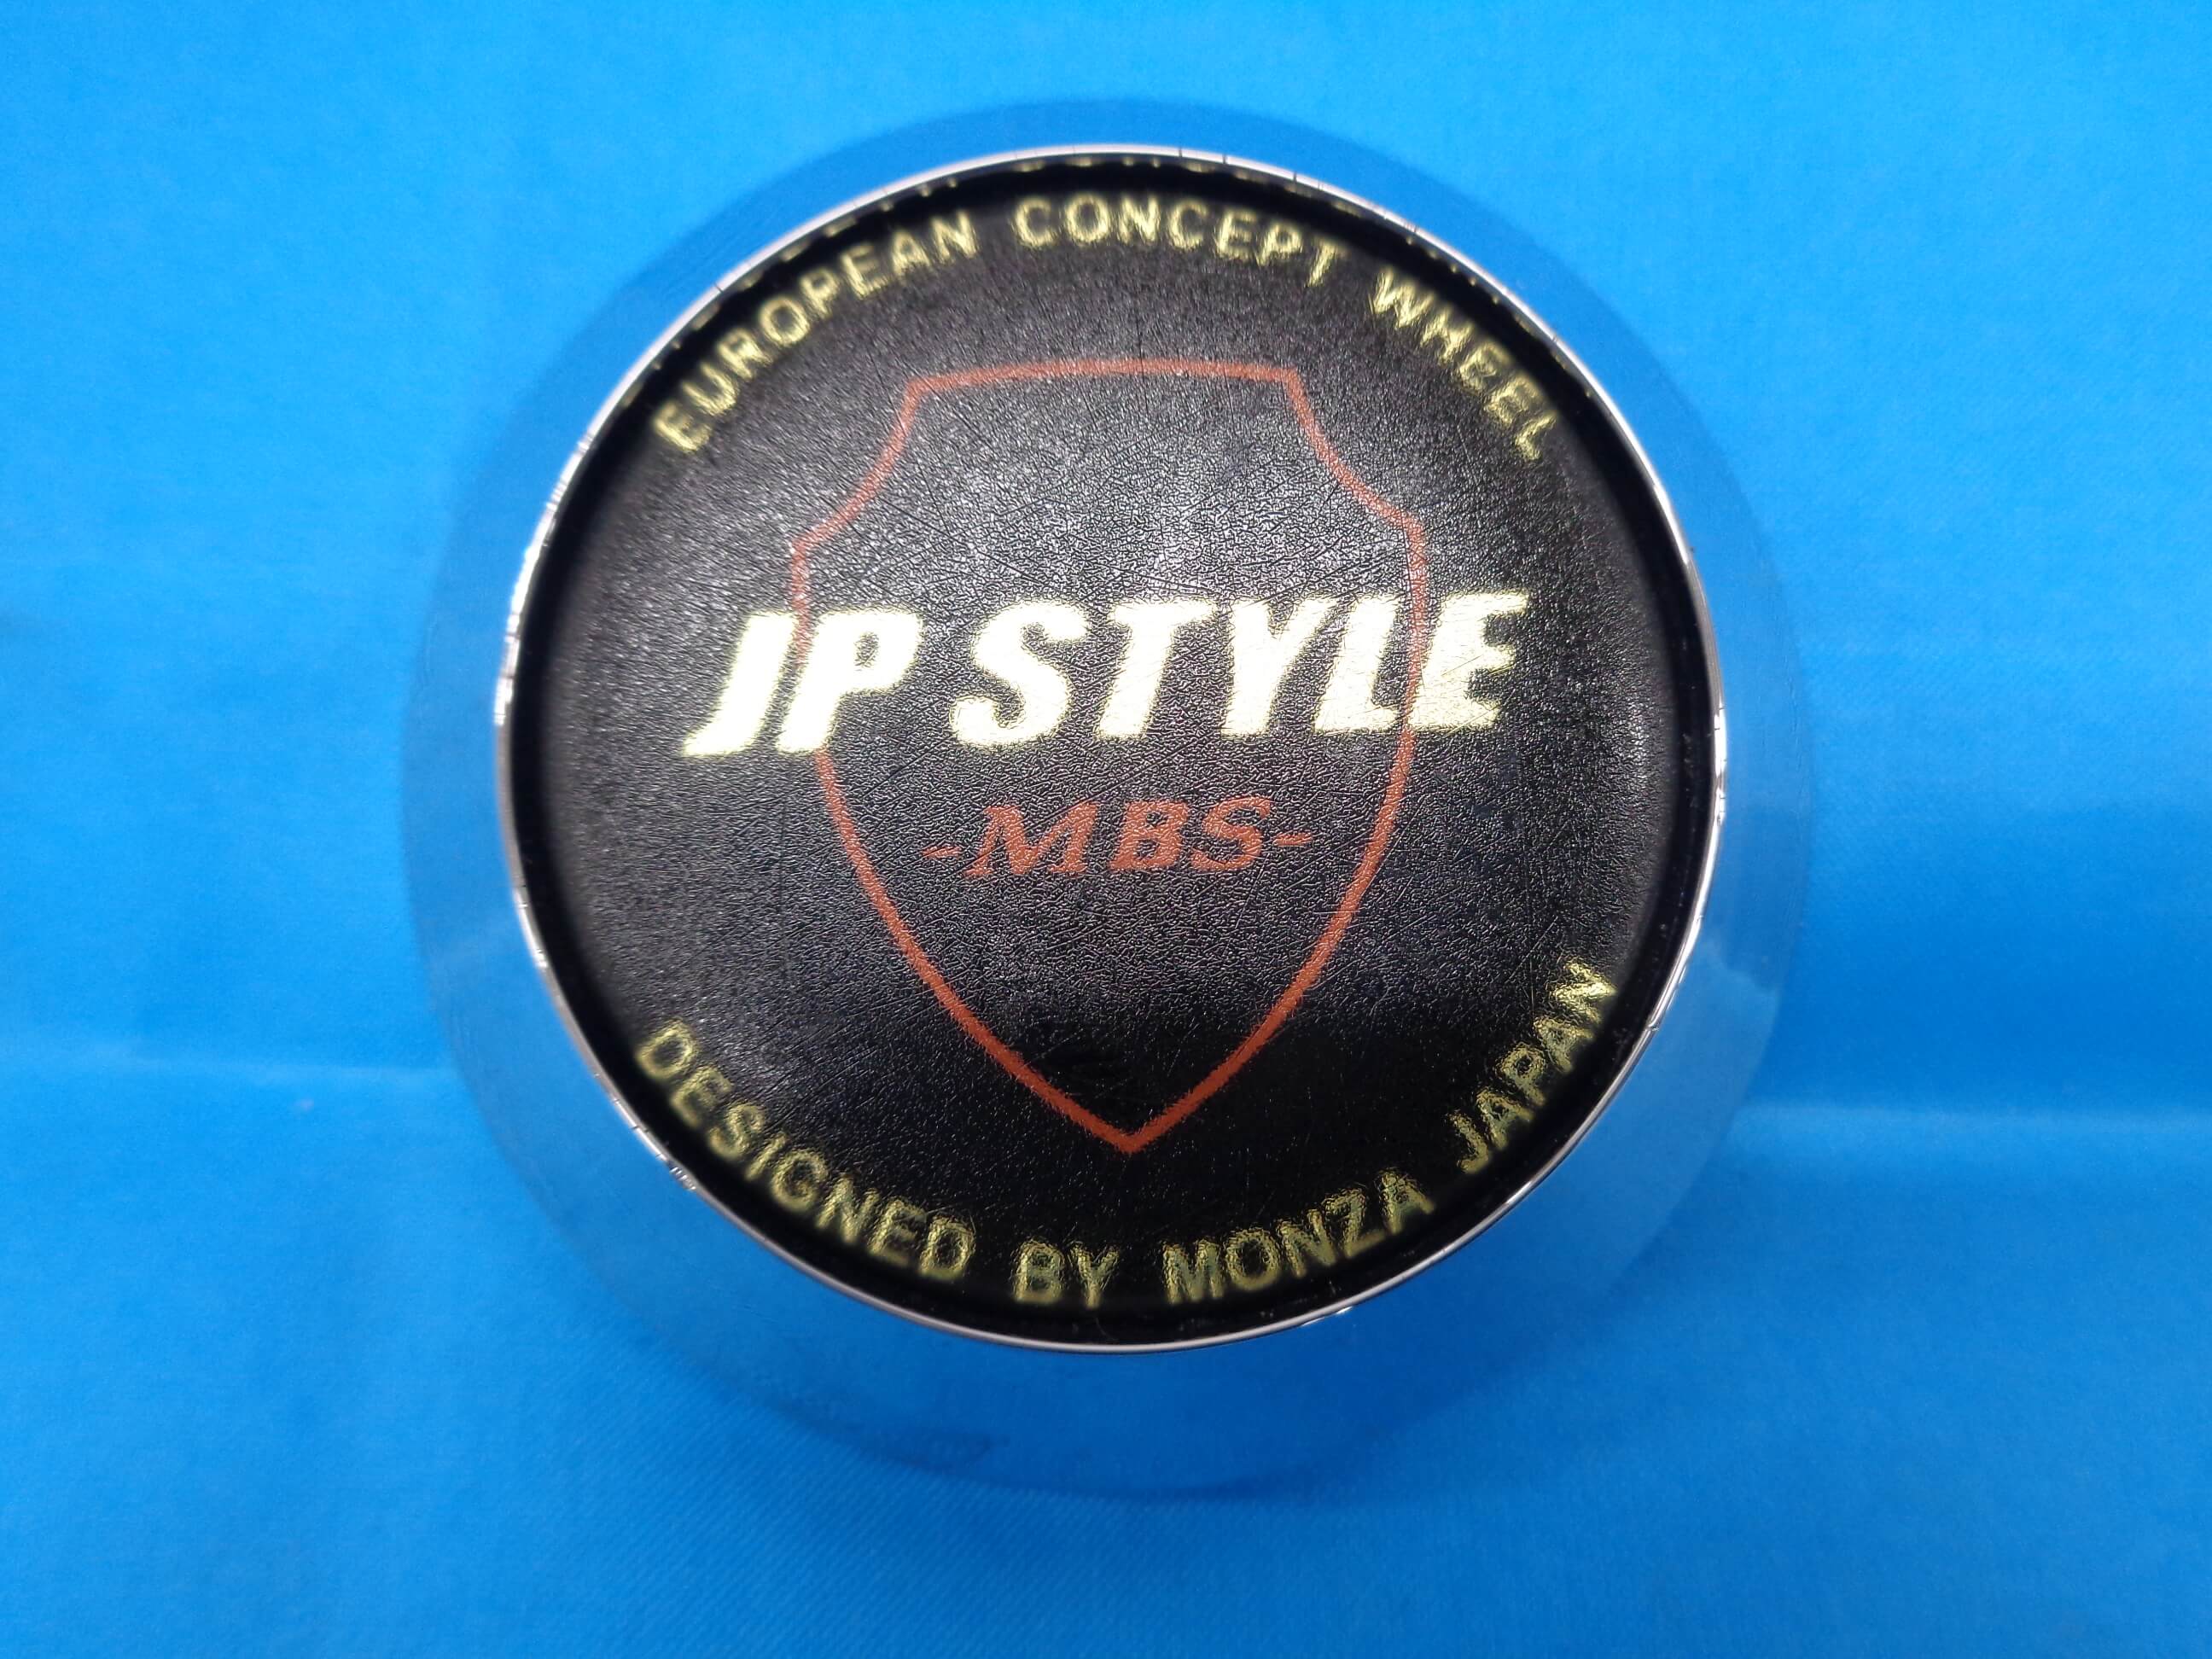 EUROPEAN CONCEPT WHEEL
JP STYLE
-MBS-
DESIGNED BY MONZA JAPAN